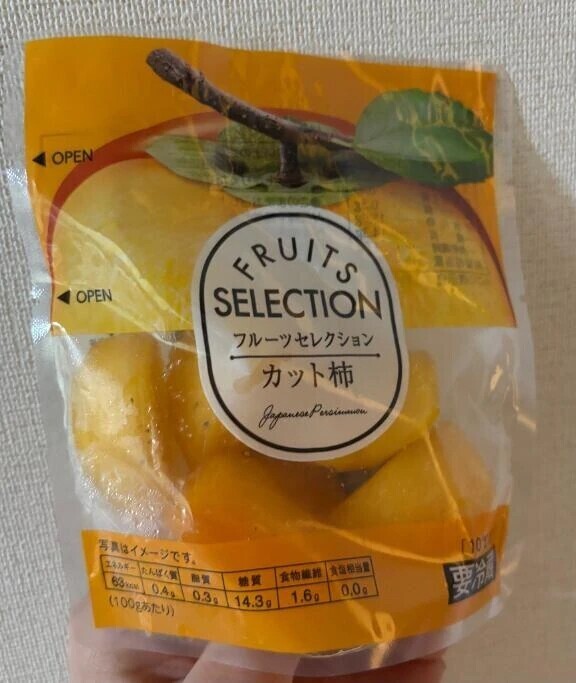 OPEN
OPEN
FRUITS
SELECTION
フルーツセレクション
カット柿
Japanese Persimmon
写真はイメージです。
エネルギー たんぱく質 脂質 糖質 食物繊維 食塩相当量
63kcal 0.4g 0.3g 14.3g 1.6g 0.0g
(100gあたり)
要冷蔵